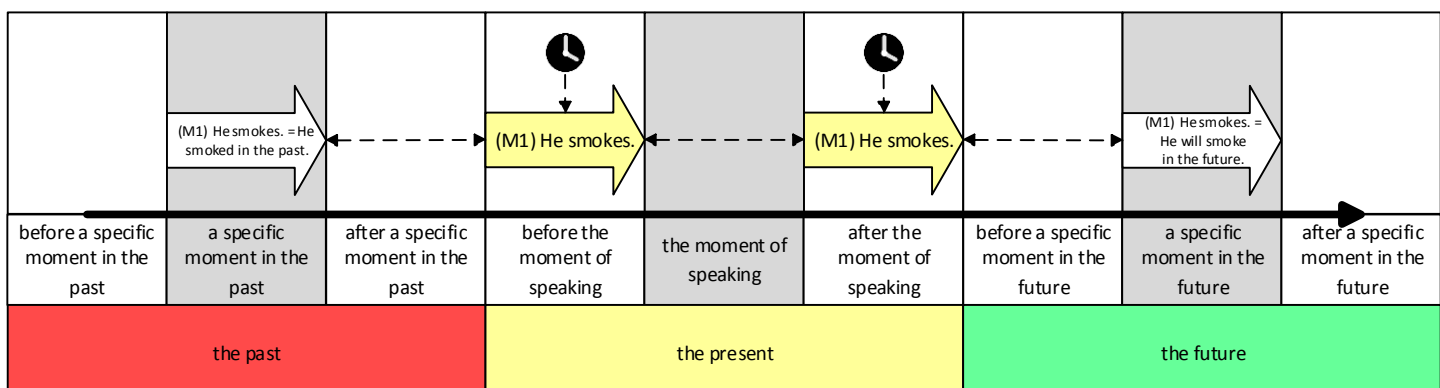 (M1) He smokes. = He
smoked in the past.
(M1) He smokes.
(M1) He smokes.
(M1) He smokes. =
He will smoke
in the future.
before a specific
moment in the
past
a specific
moment in the
past
after a specific
moment in the
past
before the
moment of
speaking
the moment of
speaking
after the
moment of
speaking
before a specific
moment in the
future
a specific
moment in the
future
after a specific
moment in the
future
the past
the present
the future